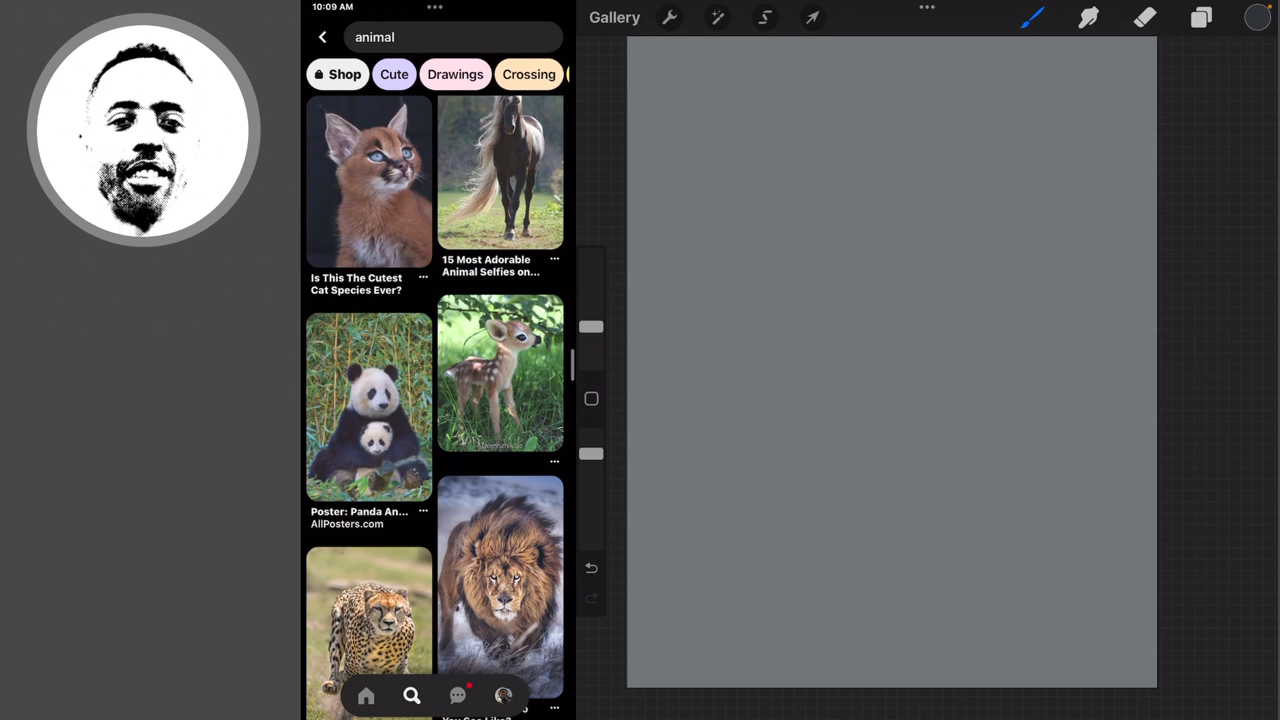 10:09 AM
animal
Shop
Cute
Drawings
Crossing
Is This The Cutest
Cat Species Ever?
15 Most Adorable
Animal Selfies on...
Poster: Panda An...
AllPosters.com
Gallery